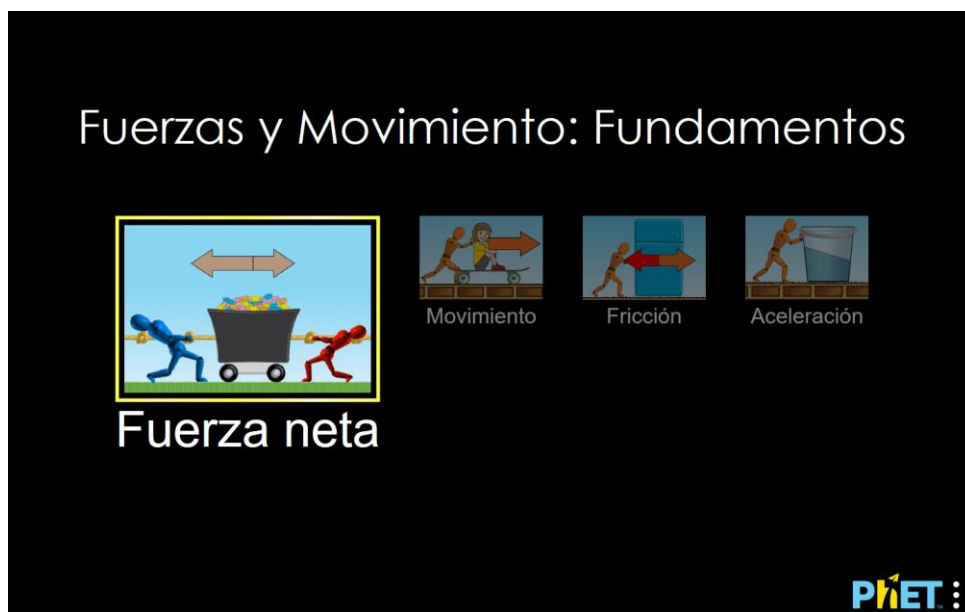 Fuerzas y Movimiento: Fundamentos
Movimiento
Fricción
Aceleración
Fuerza neta
PhET